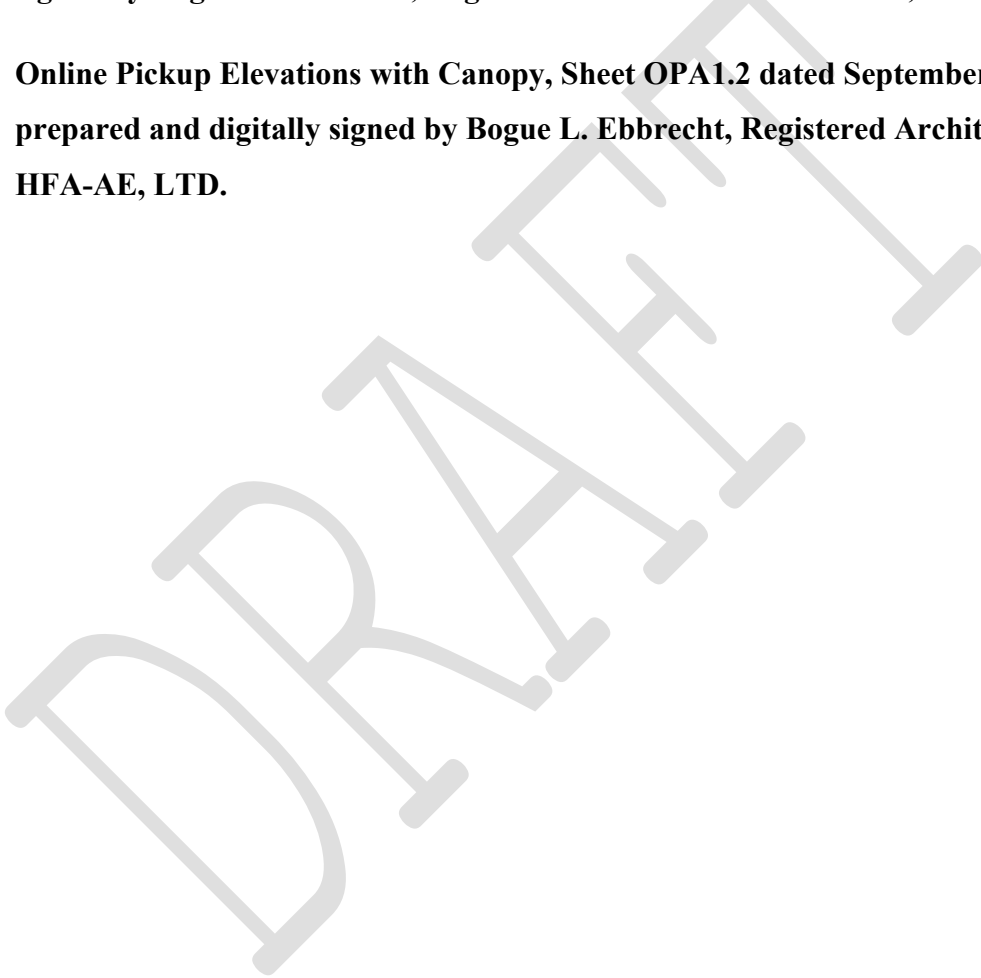 Online Pickup Elevations with Canopy, Sheet OPA1.2 dated September
prepared and digitally signed by Bogue L. Ebbrecht, Registered Archit
HFA-AE, LTD.
DRAFT